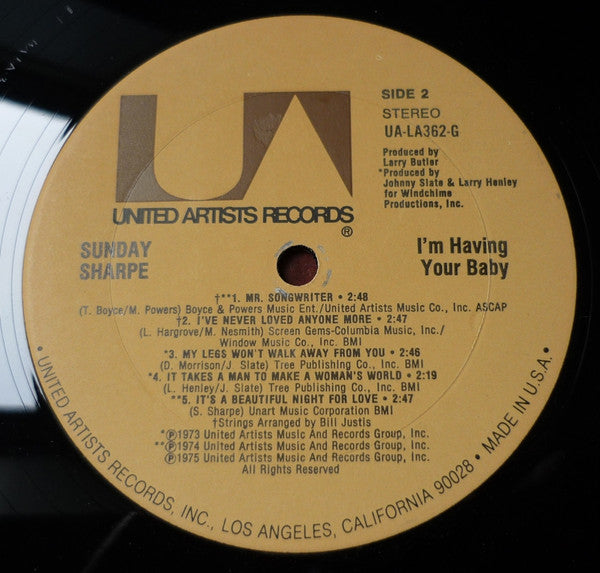 UA
SIDE 2
STEREO
UA-LA362-G
Produced by
Larry Butler
*Produced by
Johnny Slate & Larry Henley
for Windchime
Productions, Inc.
UNITED ARTISTS RECORDS
®
SUNDAY
SHARPE
I'm Having
Your Baby
†**1. MR. SONGWRITER • 2:48
(T. Boyce/M. Powers) Boyce & Powers Music Ent./United Artists Music Co., Inc. ASCAP
†2. I'VE NEVER LOVED ANYONE MORE • 2:47
(L. Hargrove/M. Nesmith) Screen Gems-Columbia Music, Inc./
Window Music Co., Inc. BMI
*3. MY LEGS WON'T WALK AWAY FROM YOU • 2:46
(D. Morrison/J. Slate) Tree Publishing Co., Inc. BMI
*4. IT TAKES A MAN TO MAKE A WOMAN'S WORLD • 2:19
(L. Henley/J. Slate) Tree Publishing Co., Inc. BMI
**5. IT'S A BEAUTIFUL NIGHT FOR LOVE • 2:47
(S. Sharpe) Unart Music Corporation BMI
†Strings Arranged by Bill Justis
*℗1973 United Artists Music And Records Group, Inc.
**℗1974 United Artists Music And Records Group, Inc.
℗1975 United Artists Music And Records Group, Inc.
All Rights Reserved
• UNITED ARTISTS RECORDS, INC., LOS ANGELES, CALIFORNIA 90028 • MADE IN U.S.A. •